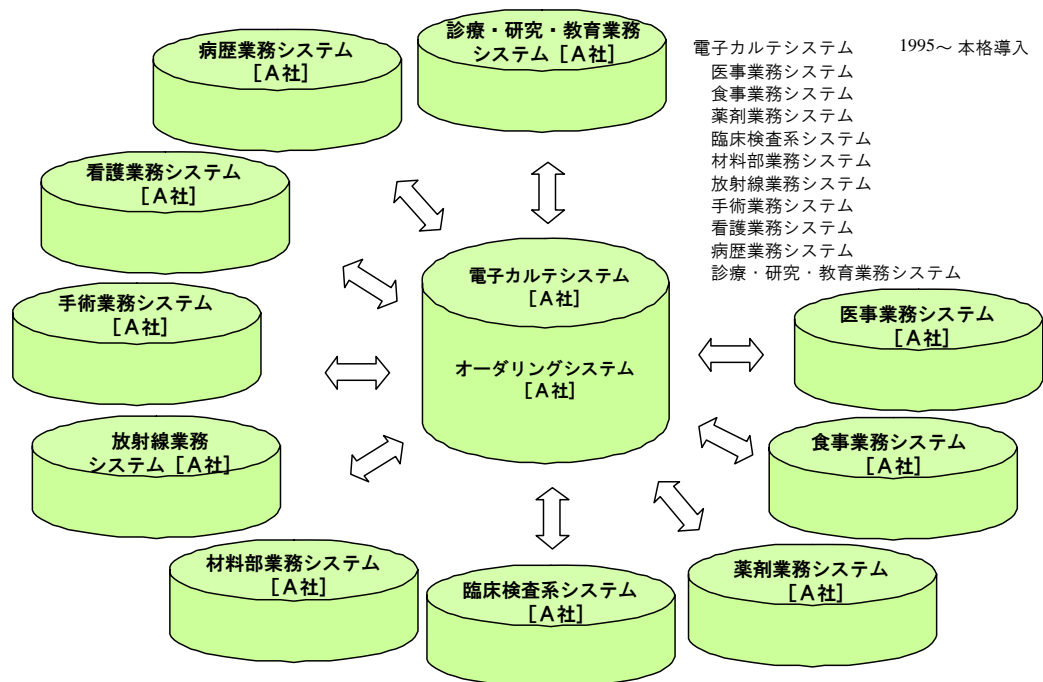 診療・研究・教育業務
システム［A社］
病歴業務システム
［A社］
電子カルテシステム 1995～ 本格導入
医事業務システム
食事業務システム
薬剤業務システム
臨床検査系システム
材料部業務システム
放射線業務システム
手術業務システム
看護業務システム
病歴業務システム
診療・研究・教育業務システム
看護業務システム
［A社］
電子カルテシステム
［A社］
オーダリングシステム
［A社］
手術業務システム
［A社］
医事業務システム
［A社］
放射線業務
システム［A社］
食事業務システム
［A社］
材料部業務システム
［A社］
臨床検査系システム
［A社］
薬剤業務システム
［A社］